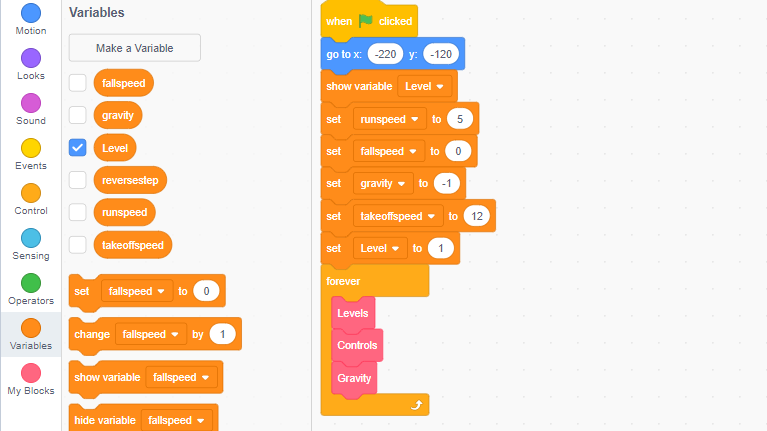 Motion
Looks
Sound
Events
Control
Sensing
Operators
Variables
My Blocks
Variables
Make a Variable
fallspeed
gravity
Level
reversestep
runspeed
takeoffspeed
set fallspeed to 0
change fallspeed by 1
show variable fallspeed
hide variable fallspeed
when clicked
go to x: -220 y: -120
show variable Level
set runspeed to 5
set fallspeed to 0
set gravity to -1
set takeoffspeed to 12
set Level to 1
forever
Levels
Controls
Gravity